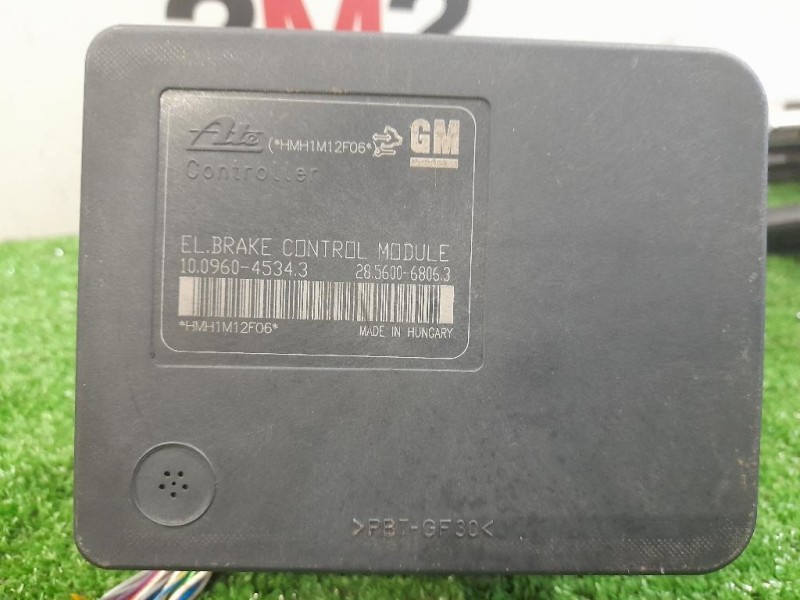 Ate (*HMH1M12F06* GM
Controller
EL.BRAKE CONTROL MODULE
10.0960-4534.3 28.5600-6806.3
*HMH1M12F06* MADE IN HUNGARY
>PBT-GF30<